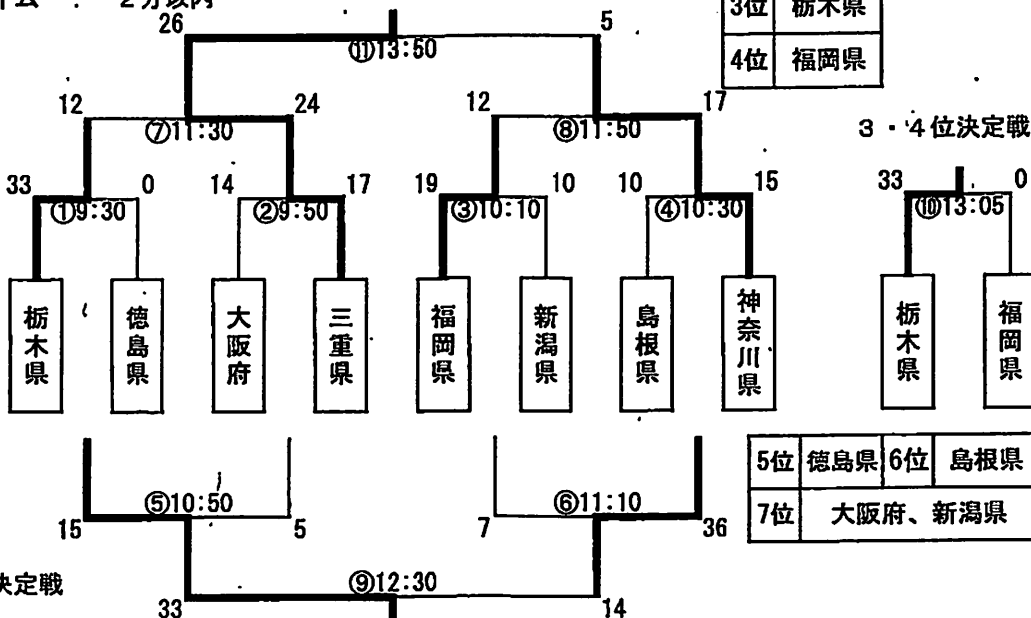 2分以内
3位 栃木県
4位 福岡県
26 5
⑪13:50
12 24 12 17
⑦11:30 ⑧11:50
3・4位決定戦
33 0 14 17 19 10 10 15 33 0
①9:30 ②9:50 ③10:10 ④10:30 ⑩13:05
栃木県 徳島県 大阪府 三重県 福岡県 新潟県 島根県 神奈川県 栃木県 福岡県
5位 徳島県 6位 島根県
7位 大阪府、新潟県
⑤10:50 ⑥11:10
15 5 7 36
決定戦
⑨12:30
33 14